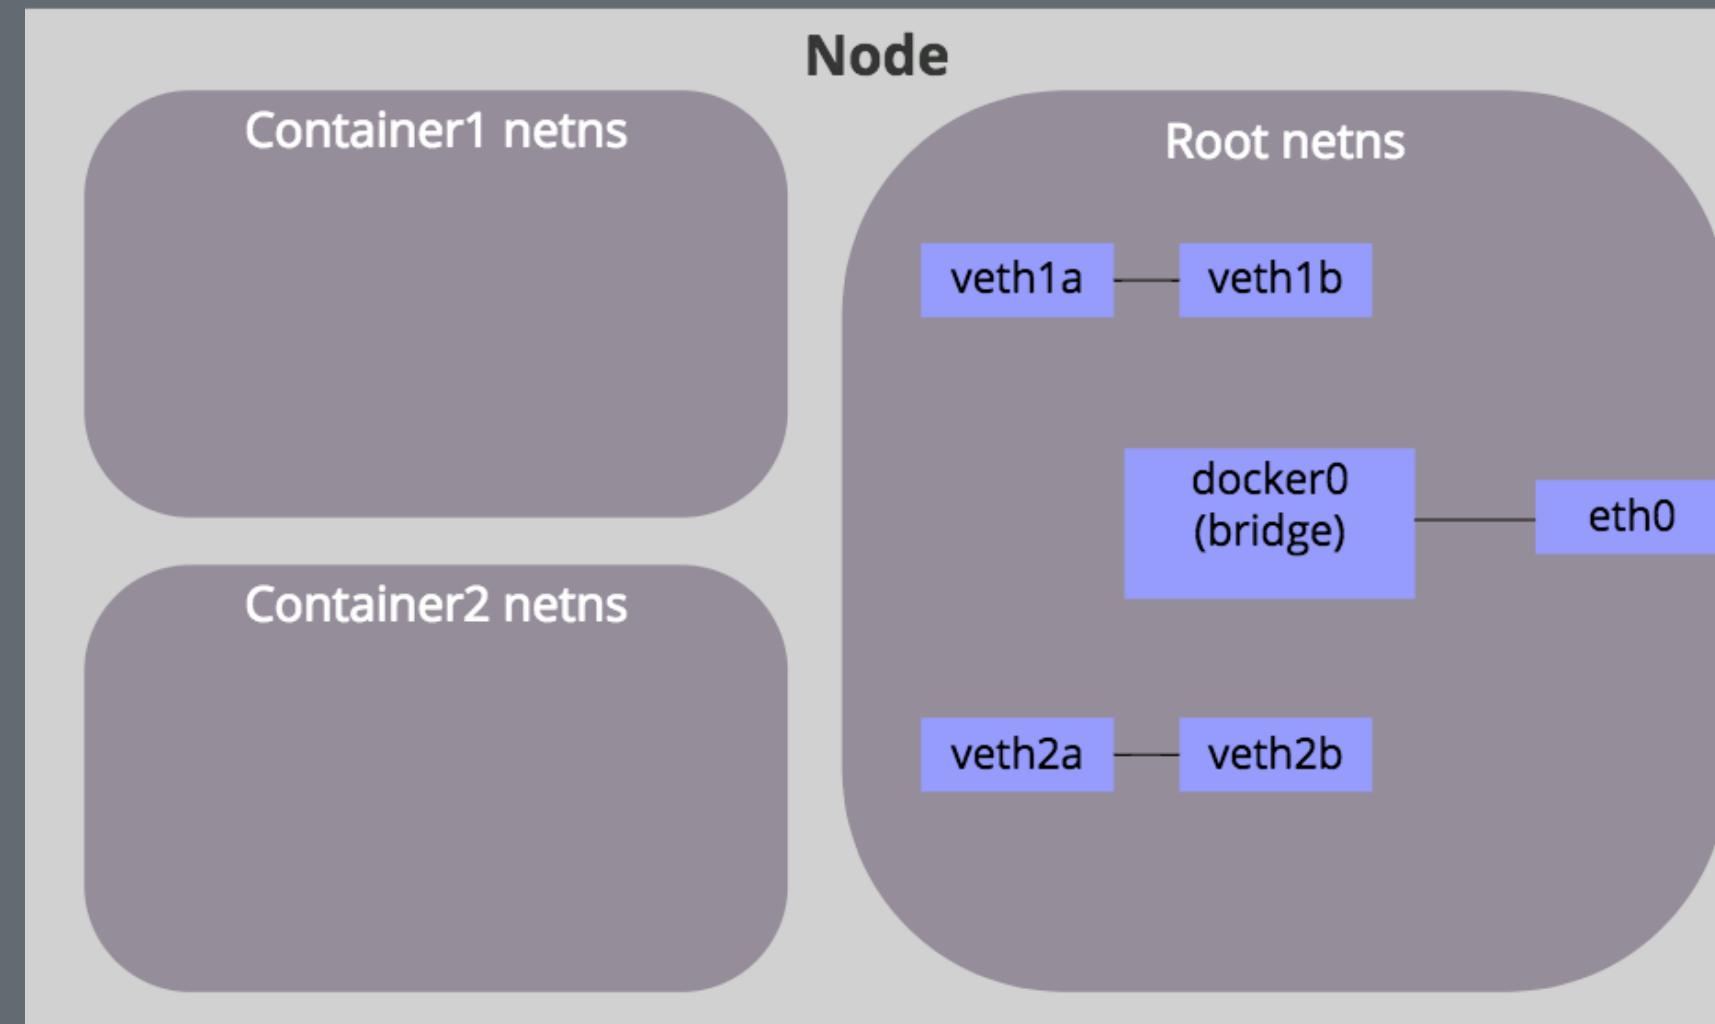 Node
Container1 netns
Root netns
veth1a
veth1b
docker0
(bridge)
eth0
Container2 netns
veth2a
veth2b